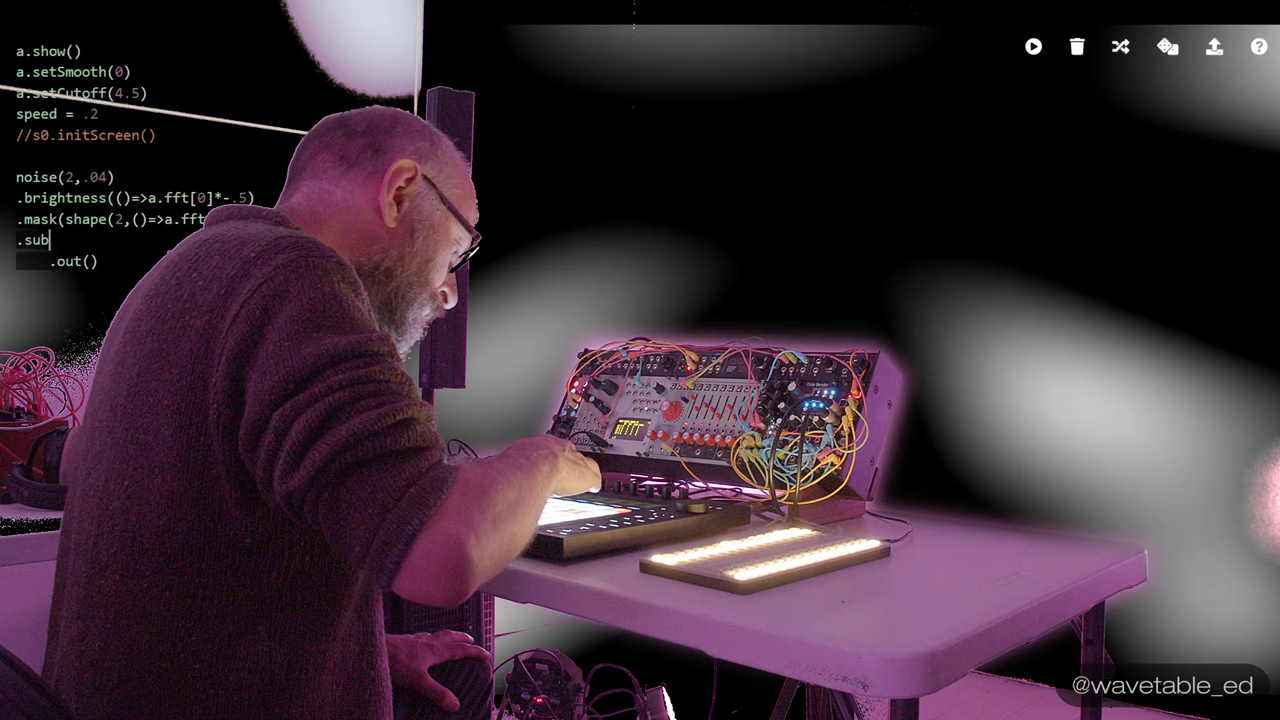 a.show()
a.setSmooth(0)
a.setCutoff(4.5)
speed = .2
//s0.initScreen()
noise(2,.04)
.brightness(()=>a.fft[0]*-.5)
.mask(shape(2,()=>a.fft
.sub
.out()
@wavetable_ed